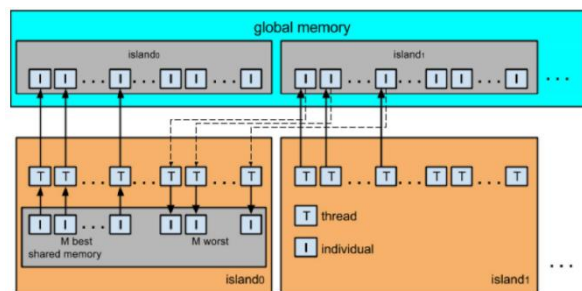 global memory
island0 island1
I I ... I ... I I ... I I I ... I ... I I ... I ...
T T ... T ... T T ... T T T ... T ... T T ... T
I I ... I I I ... I T thread
M best M worst
shared memory I individual
island0 island1 ...